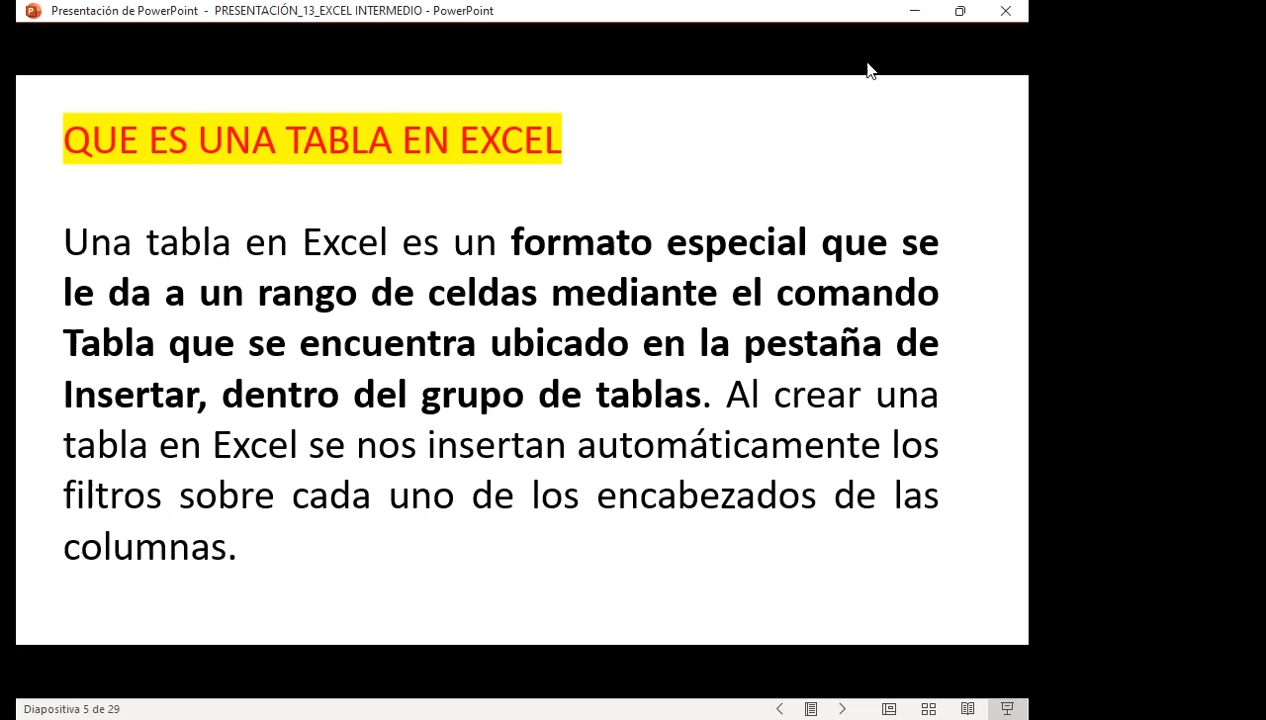 Presentación de PowerPoint - PRESENTACIÓN_13_EXCEL INTERMEDIO - PowerPoint
QUE ES UNA TABLA EN EXCEL
Una tabla en Excel es un formato especial que se
le da a un rango de celdas mediante el comando
Tabla que se encuentra ubicado en la pestaña de
Insertar, dentro del grupo de tablas. Al crear una
tabla en Excel se nos insertan automáticamente los
filtros sobre cada uno de los encabezados de las
columnas.
Diapositiva 5 de 29